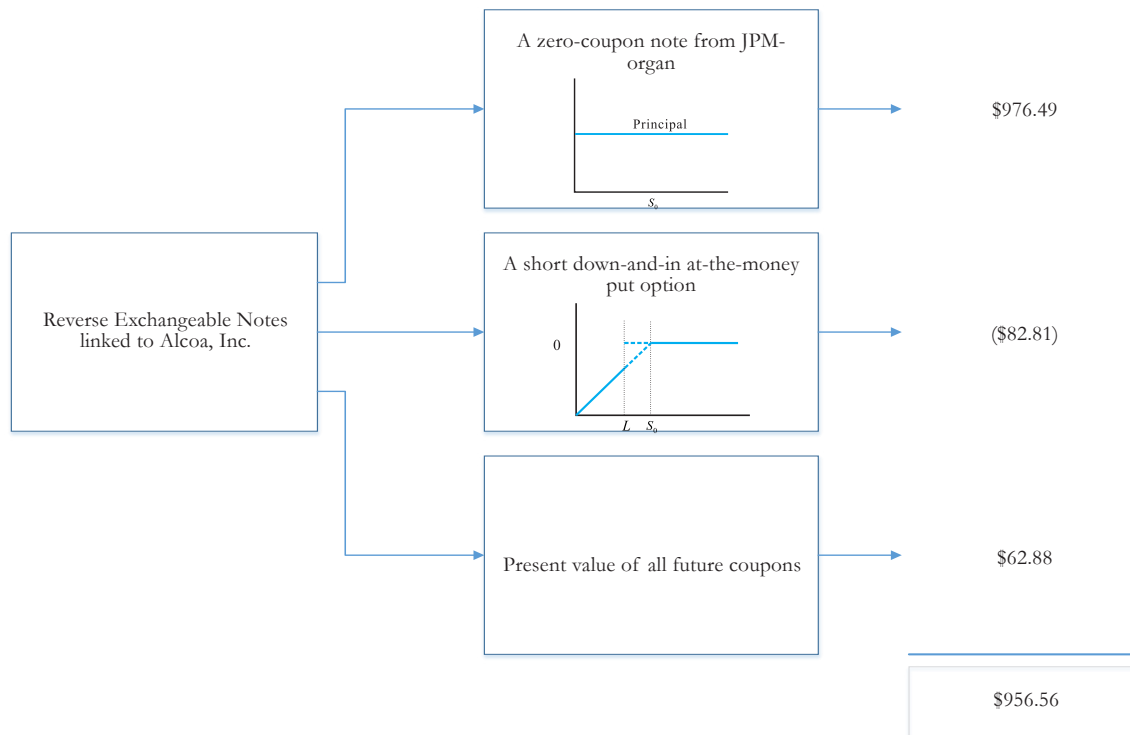 A zero-coupon note from JPM-
organ
Principal
S₀
$976.49
Reverse Exchangeable Notes
linked to Alcoa, Inc.
A short down-and-in at-the-money
put option
0
L S₀
($82.81)
Present value of all future coupons
$62.88
$956.56